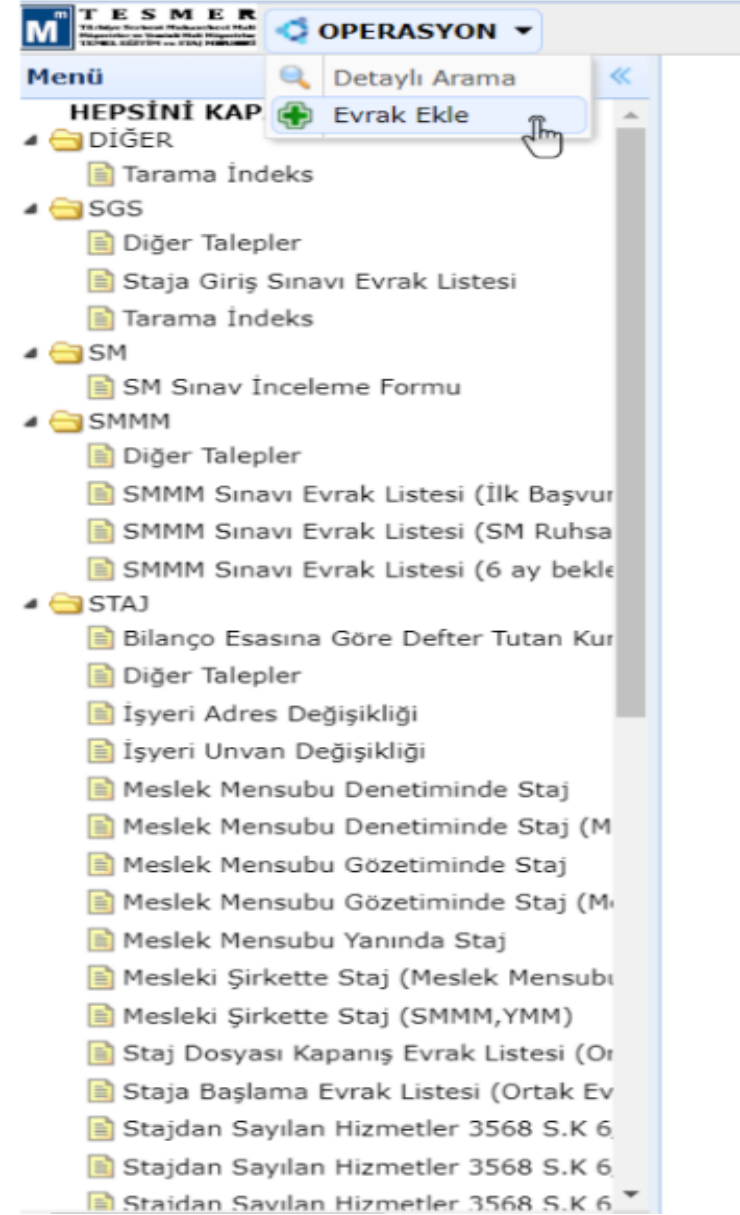 TESMER
OPERASYON
Menü
Detaylı Arama
HEPSİNİ KAP
Evrak Ekle
DİĞER
Tarama İndeks
SGS
Diğer Talepler
Staja Giriş Sınavı Evrak Listesi
Tarama İndeks
SM
SM Sınav İnceleme Formu
SMMM
Diğer Talepler
SMMM Sınavı Evrak Listesi (İlk Başvur
SMMM Sınavı Evrak Listesi (SM Ruhsa
SMMM Sınavı Evrak Listesi (6 ay bekle
STAJ
Bilanço Esasına Göre Defter Tutan Kur
Diğer Talepler
İşyeri Adres Değişikliği
İşyeri Unvan Değişikliği
Meslek Mensubu Denetiminde Staj
Meslek Mensubu Denetiminde Staj (M
Meslek Mensubu Gözetiminde Staj
Meslek Mensubu Gözetiminde Staj (Me
Meslek Mensubu Yanında Staj
Mesleki Şirkette Staj (Meslek Mensubu
Mesleki Şirkette Staj (SMMM,YMM)
Staj Dosyası Kapanış Evrak Listesi (Or
Staja Başlama Evrak Listesi (Ortak Ev
Stajdan Sayılan Hizmetler 3568 S.K 6
Stajdan Sayılan Hizmetler 3568 S.K 6
Stajdan Sayılan Hizmetler 3568 S.K 6